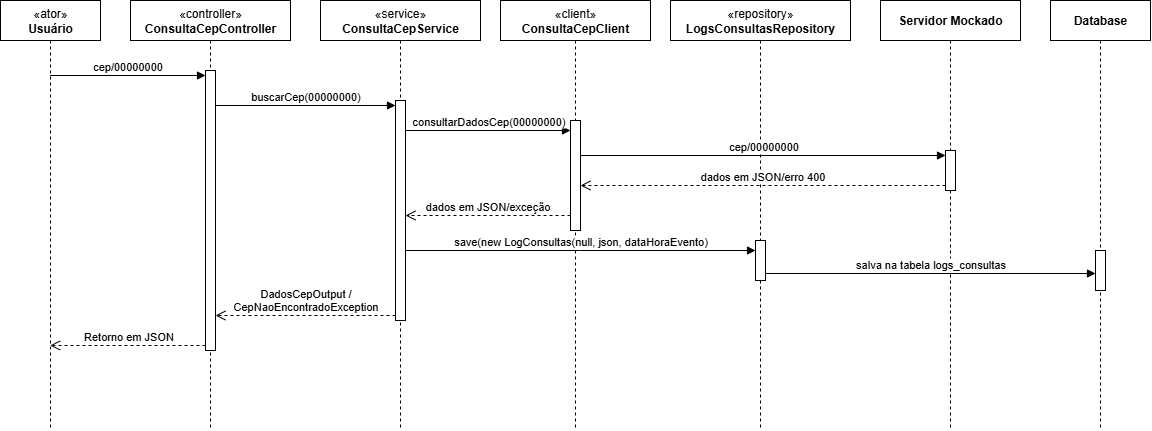 «ator»
Usuário
«controller»
ConsultaCepController
«service»
ConsultaCepService
«client»
ConsultaCepClient
«repository»
LogsConsultasRepository
Servidor Mockado
Database
cep/00000000
buscarCep(00000000)
consultarDadosCep(00000000)
cep/00000000
dados em JSON/erro 400
dados em JSON/exceção
save(new LogConsultas(null, json, dataHoraEvento)
salva na tabela logs_consultas
DadosCepOutput /
CepNaoEncontradoException
Retorno em JSON